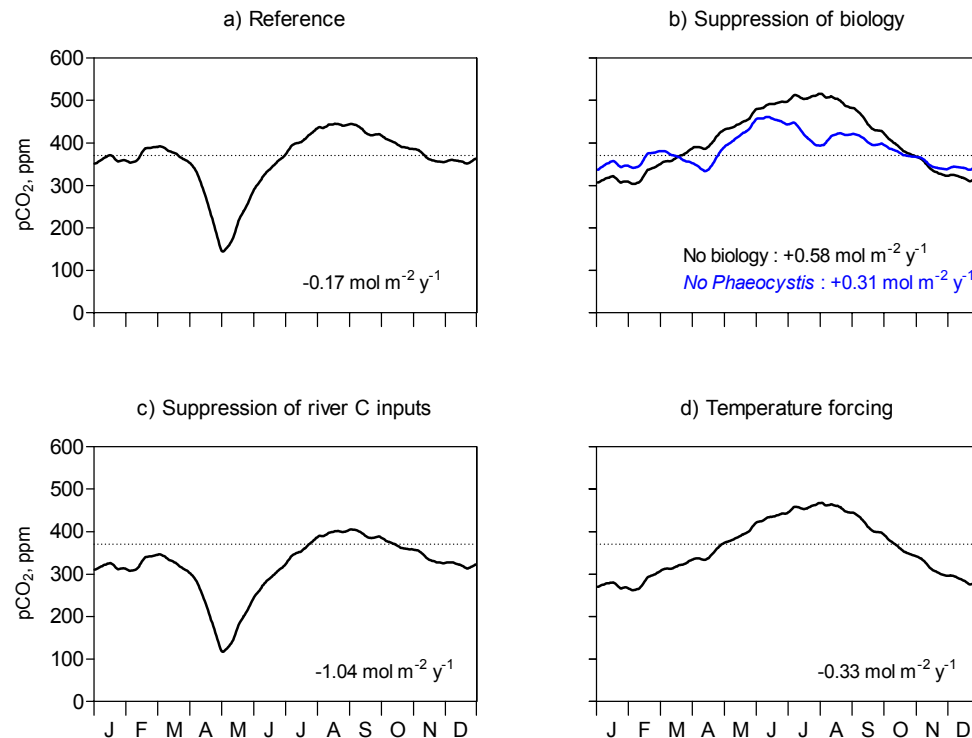 a) Reference
b) Suppression of biology
600
500
400
300
200
100
0
pCO₂, ppm
-0.17 mol m⁻² y⁻¹
No biology : +0.58 mol m⁻² y⁻¹
No Phaeocystis : +0.31 mol m⁻² y⁻¹
c) Suppression of river C inputs
d) Temperature forcing
600
500
400
300
200
100
0
pCO₂, ppm
-1.04 mol m⁻² y⁻¹
-0.33 mol m⁻² y⁻¹
J F M A M J J A S O N D
J F M A M J J A S O N D